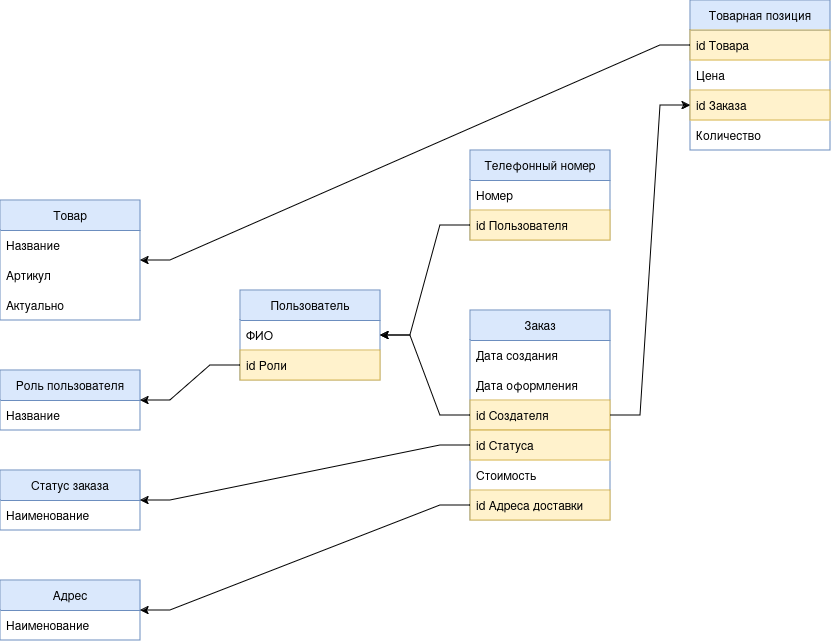 Товарная позиция
id Товара
Цена
id Заказа
Количество
Телефонный номер
Номер
id Пользователя
Товар
Название
Артикул
Актуально
Пользователь
ФИО
id Роли
Заказ
Дата создания
Дата оформления
id Создателя
id Статуса
Стоимость
id Адреса доставки
Роль пользователя
Название
Статус заказа
Наименование
Адрес
Наименование